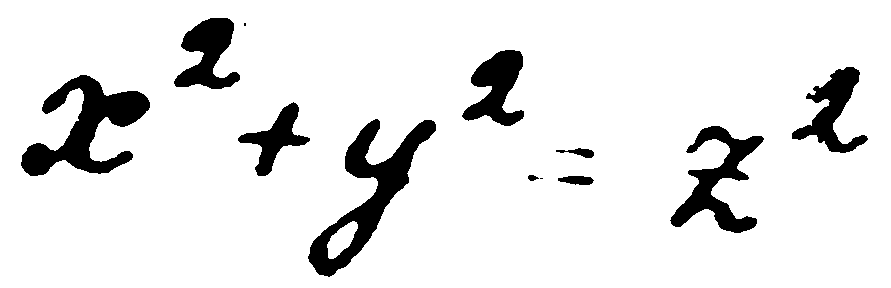 x² + y² = z²